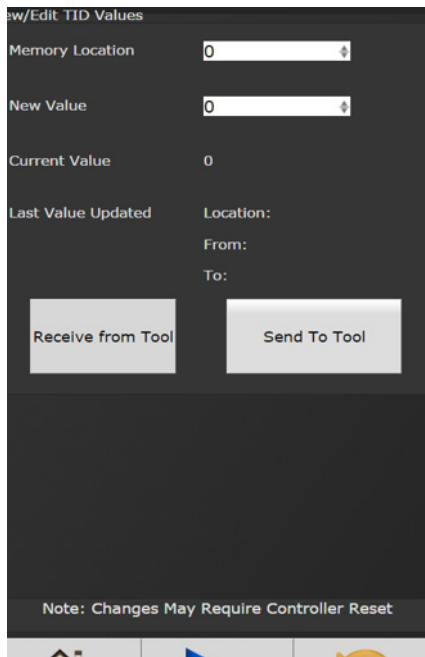 ew/Edit TID Values
Memory Location 0
New Value 0
Current Value 0
Last Value Updated Location:
From:
To:
Receive from Tool Send To Tool
Note: Changes May Require Controller Reset